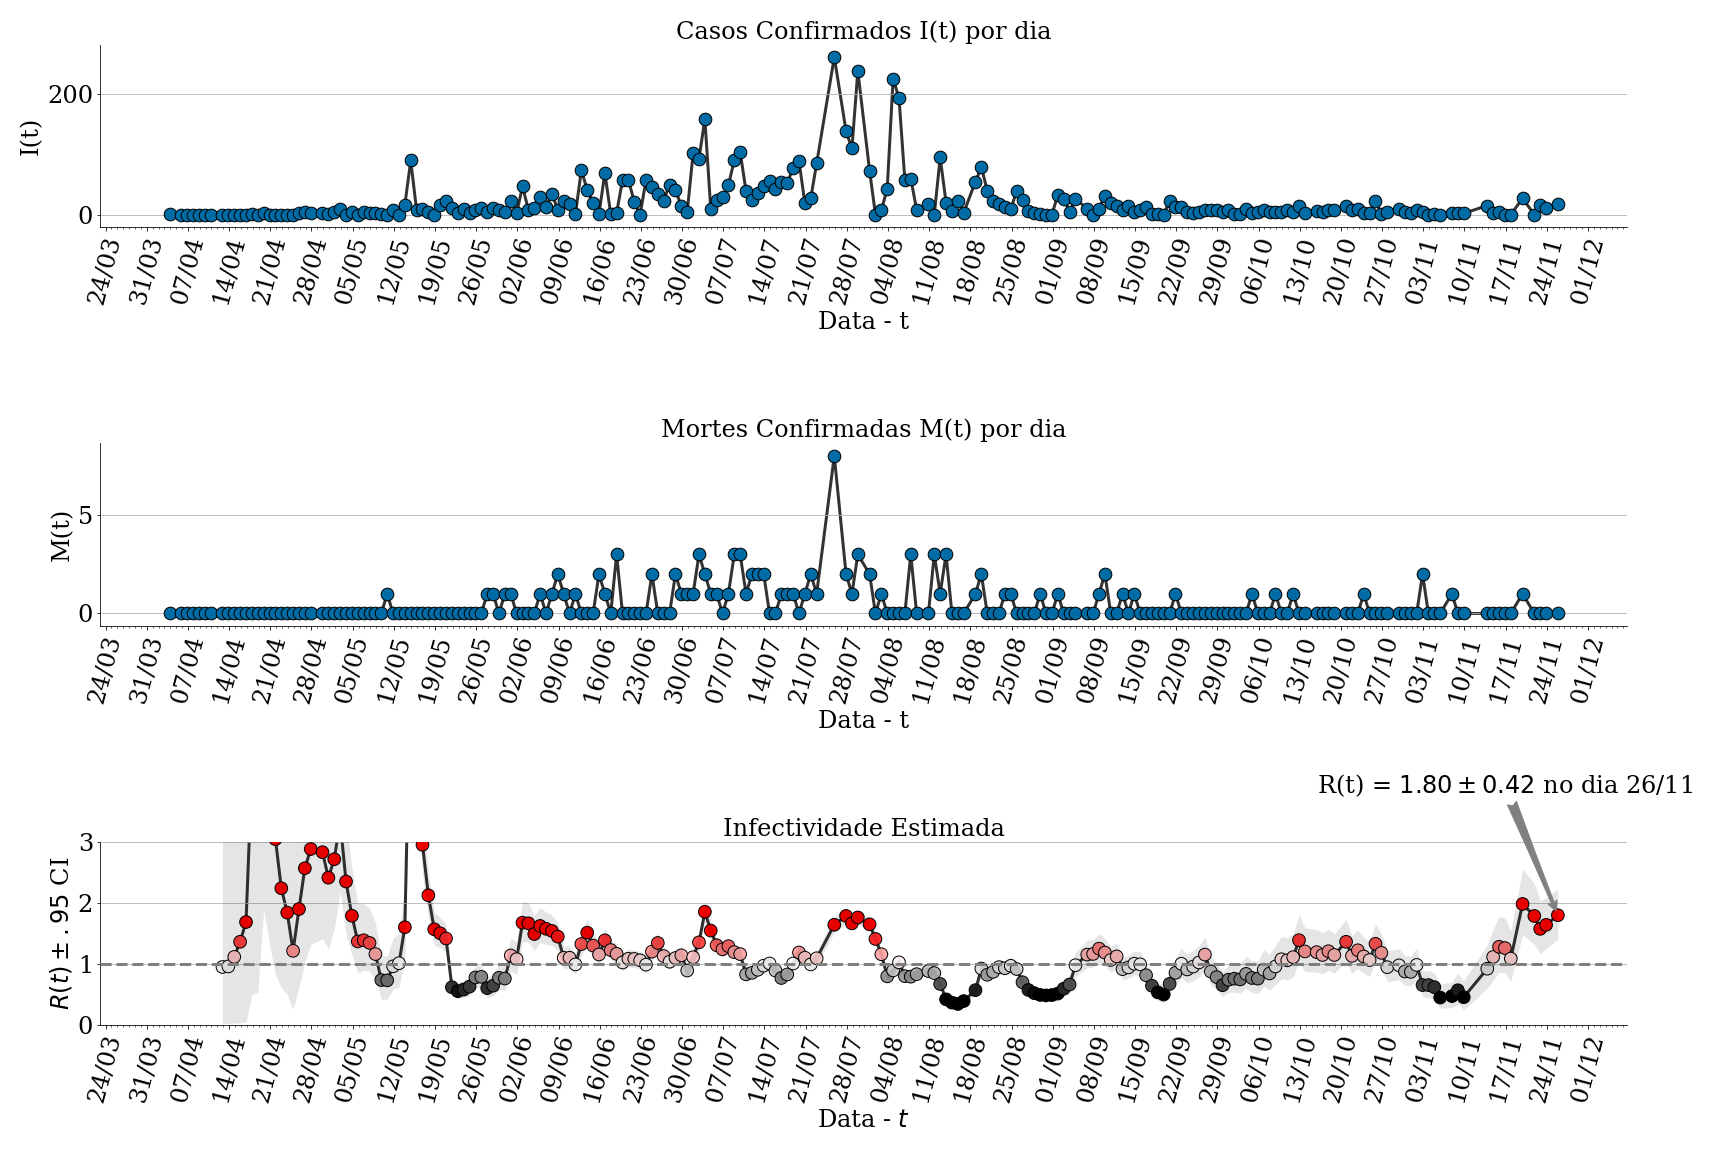 Casos Confirmados I(t) por dia
I(t)
200
0
24/03 31/03 07/04 14/04 21/04 28/04 05/05 12/05 19/05 26/05 02/06 09/06 16/06 23/06 30/06 07/07 14/07 21/07 28/07 04/08 11/08 18/08 25/08 01/09 08/09 15/09 22/09 29/09 06/10 13/10 20/10 27/10 03/11 10/11 17/11 24/11 01/12
Data - t
Mortes Confirmadas M(t) por dia
M(t)
5
0
24/03 31/03 07/04 14/04 21/04 28/04 05/05 12/05 19/05 26/05 02/06 09/06 16/06 23/06 30/06 07/07 14/07 21/07 28/07 04/08 11/08 18/08 25/08 01/09 08/09 15/09 22/09 29/09 06/10 13/10 20/10 27/10 03/11 10/11 17/11 24/11 01/12
Data - t
R(t) = 1.80 ± 0.42 no dia 26/11
Infectividade Estimada
R(t) ± .95 CI
3
2
1
0
24/03 31/03 07/04 14/04 21/04 28/04 05/05 12/05 19/05 26/05 02/06 09/06 16/06 23/06 30/06 07/07 14/07 21/07 28/07 04/08 11/08 18/08 25/08 01/09 08/09 15/09 22/09 29/09 06/10 13/10 20/10 27/10 03/11 10/11 17/11 24/11 01/12
Data - t